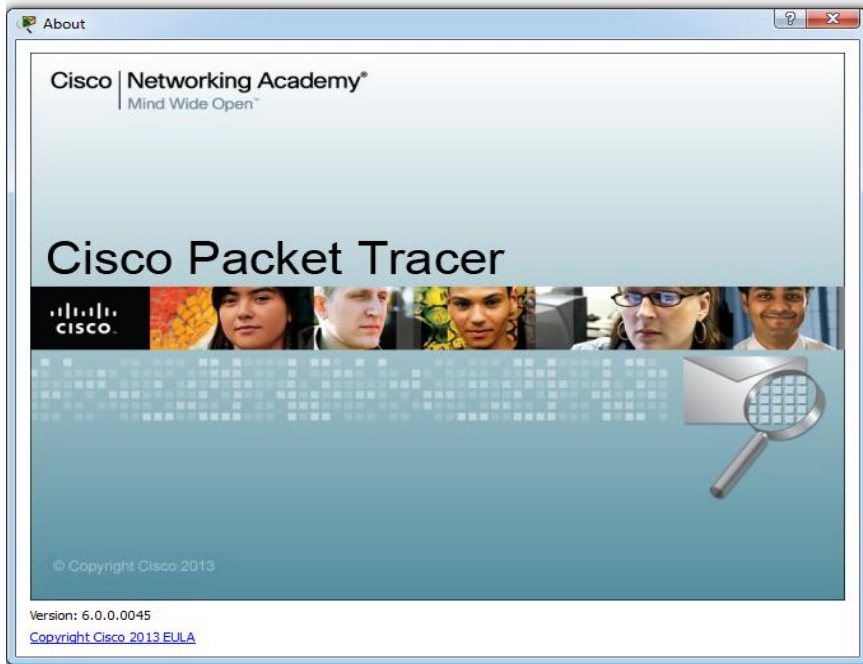 About
Cisco Networking Academy®
Mind Wide Open™
Cisco Packet Tracer
CISCO
© Copyright Cisco 2013
Version: 6.0.0.0045
Copyright Cisco 2013 EULA